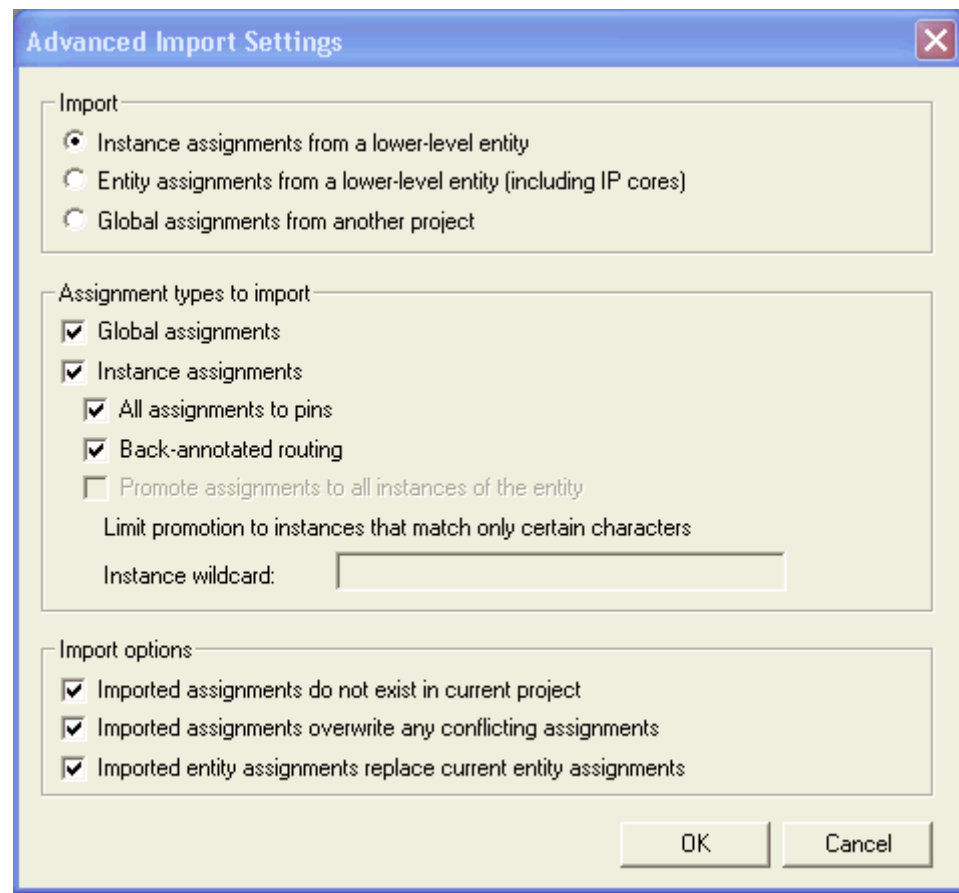 Advanced Import Settings
Import
Instance assignments from a lower-level entity
Entity assignments from a lower-level entity (including IP cores)
Global assignments from another project
Assignment types to import
Global assignments
Instance assignments
All assignments to pins
Back-annotated routing
Promote assignments to all instances of the entity
Limit promotion to instances that match only certain characters
Instance wildcard:
Import options
Imported assignments do not exist in current project
Imported assignments overwrite any conflicting assignments
Imported entity assignments replace current entity assignments
OK Cancel